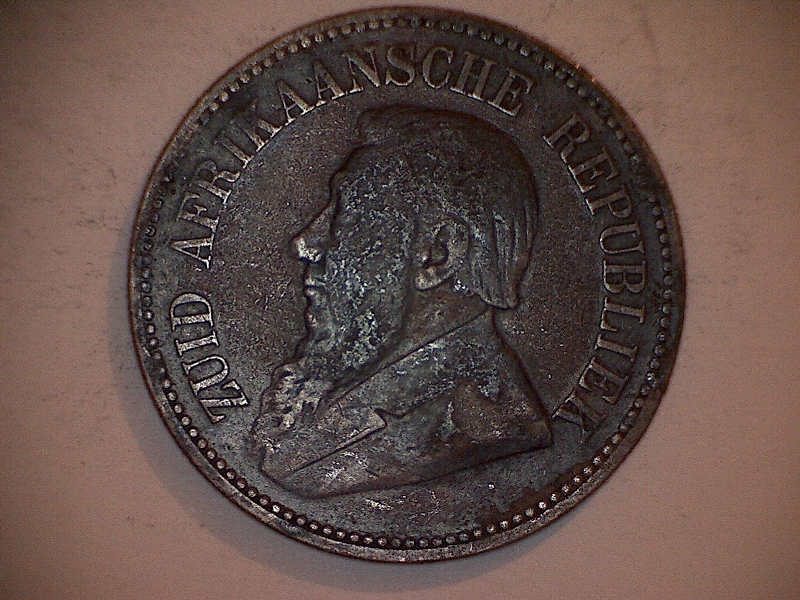 ZUID AFRIKAANSCHE REPUBLIEK